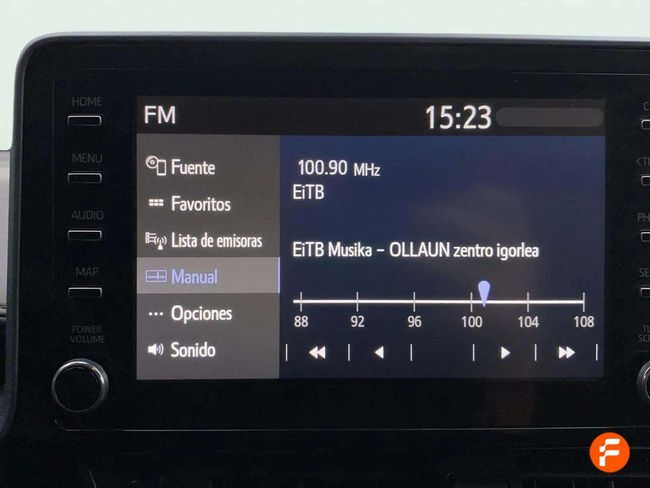 HOME
MENU
AUDIO
MAP
POWER
VOLUME
FM
15:23
Fuente
Favoritos
Lista de emisoras
Manual
Opciones
Sonido
100.90 MHz
EiTB
EiTB Musika - OLLAUN zentro igorlea
88 92 96 100 104 108